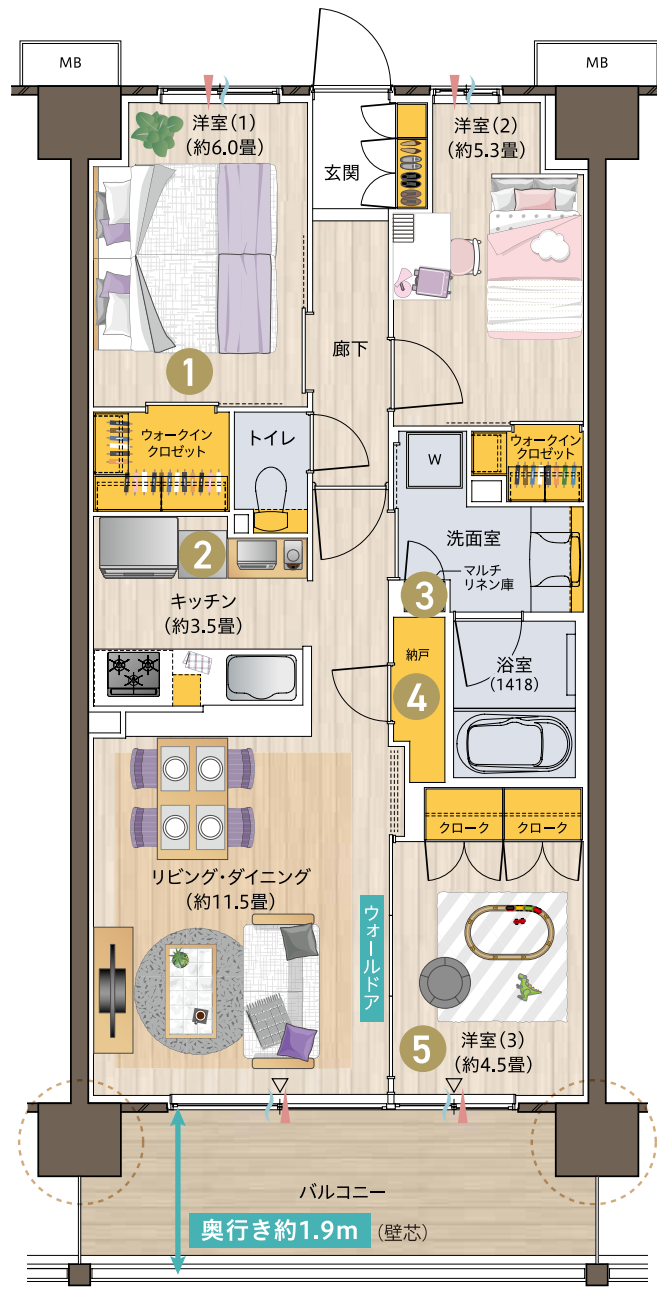 MB
MB
洋室(1)
(約6.0畳)
洋室(2)
(約5.3畳)
玄関
廊下
1
ウォークイン
クロゼット
トイレ
W
ウォークイン
クロゼット
2
洗面室
マルチ
リネン庫
3
キッチン
(約3.5畳)
納戸
4
浴室
(1418)
クローク
クローク
リビング・ダイニング
(約11.5畳)
ウォールドア
5
洋室(3)
(約4.5畳)
バルコニー
奥行き約1.9m (壁芯)